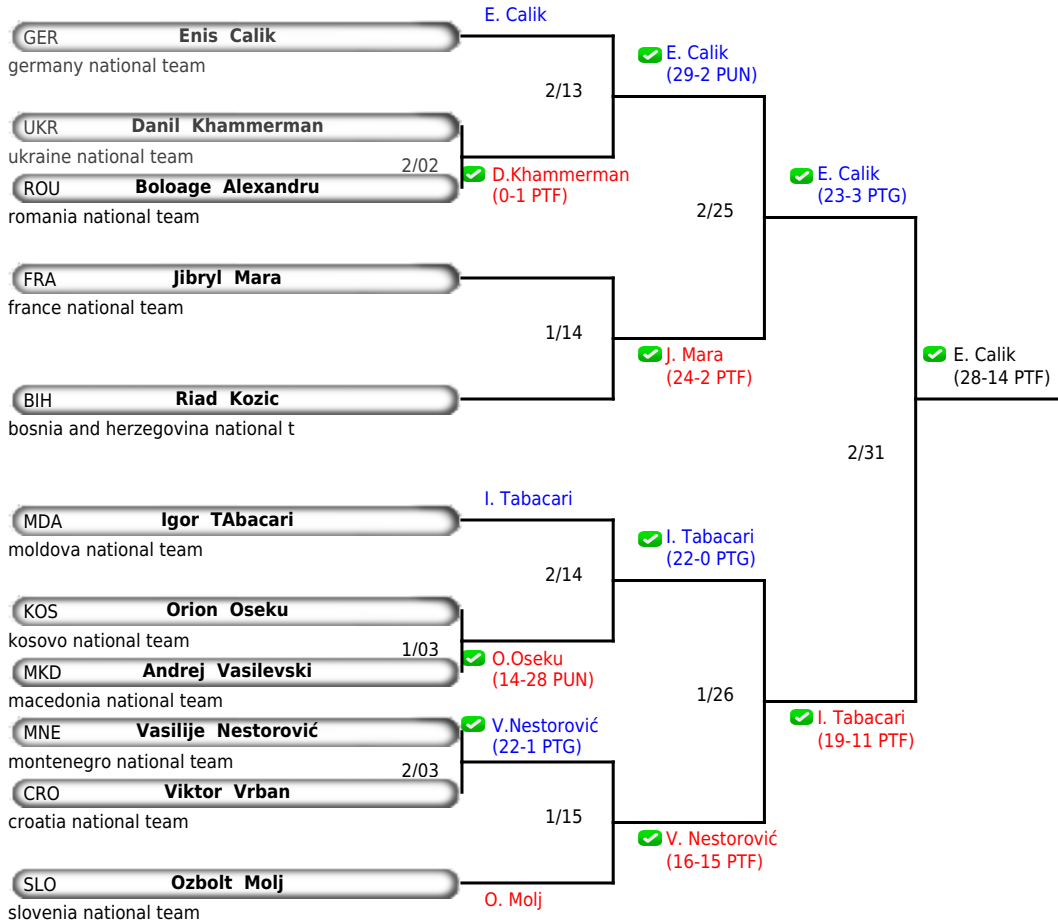 E. Calik
GER Enis Calik
germany national team
E. Calik
(29-2 PUN)
2/13
UKR Danil Khammerman
ukraine national team
2/02
D.Khammerman
(0-1 PTF)
ROU Boloage Alexandru
romania national team
E. Calik
(23-3 PTG)
2/25
FRA Jibryl Mara
france national team
1/14
J. Mara
(24-2 PTF)
E. Calik
(28-14 PTF)
BIH Riad Kozic
bosnia and herzegovina national t
2/31
I. Tabacari
MDA Igor TAbacari
moldova national team
I. Tabacari
(22-0 PTG)
2/14
KOS Orion Oseku
kosovo national team
1/03
O.Oseku
(14-28 PUN)
MKD Andrej Vasilevski
macedonia national team
1/26
I. Tabacari
(19-11 PTF)
MNE Vasilije Nestorović
montenegro national team
V.Nestorović
(22-1 PTG)
2/03
CRO Viktor Vrban
croatia national team
1/15
V. Nestorović
(16-15 PTF)
SLO Ozbolt Molj
slovenia national team
O. Molj